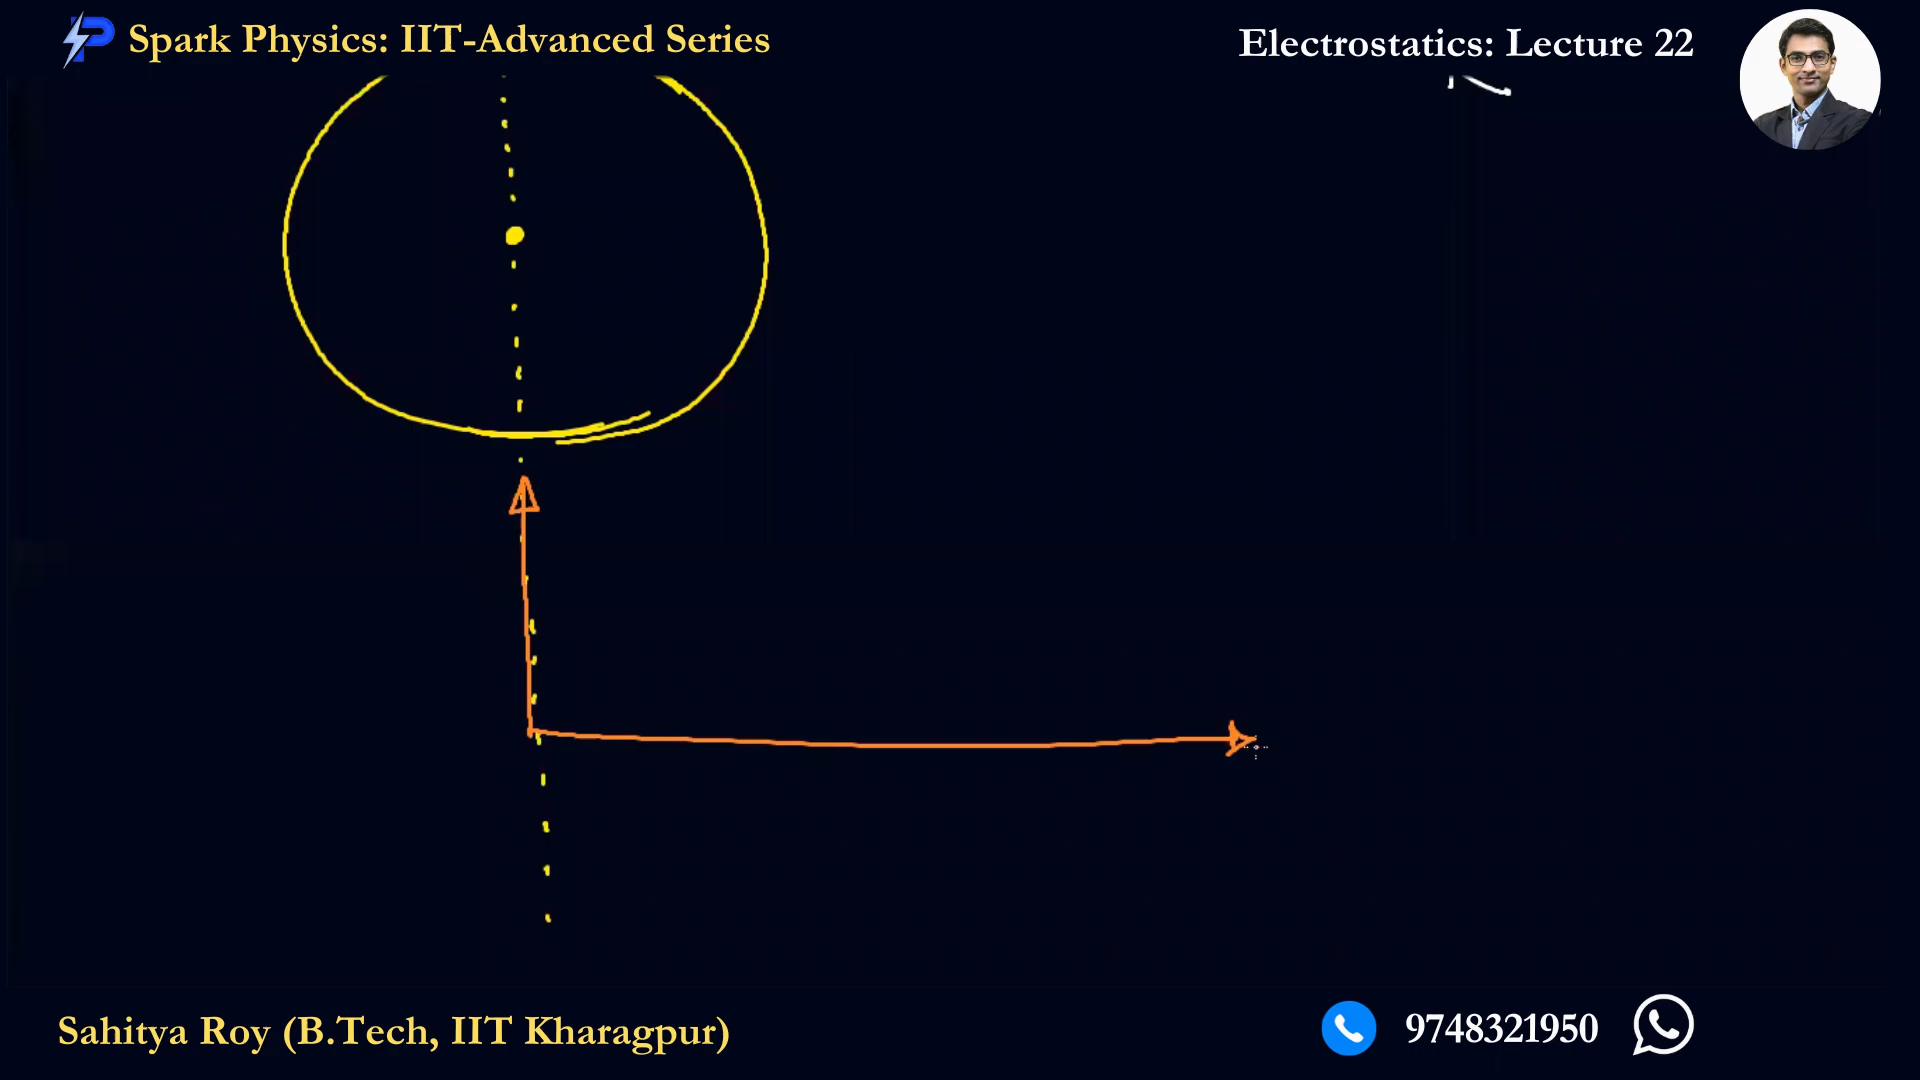 Spark Physics: IIT-Advanced Series
Electrostatics: Lecture 22
Sahitya Roy (B.Tech, IIT Kharagpur)
9748321950